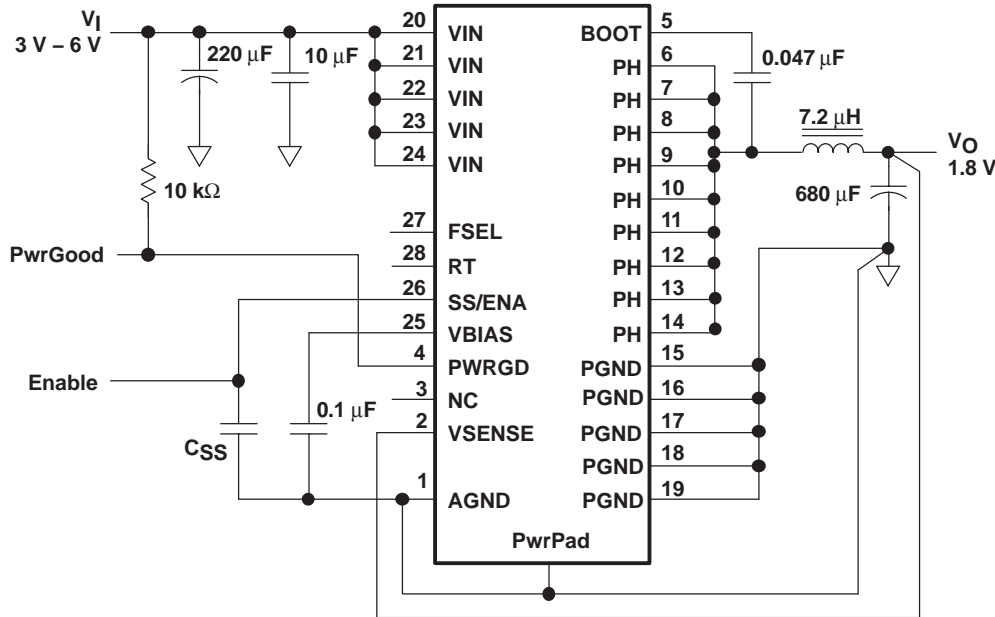 VI
3 V – 6 V
220 μF
10 μF
10 kΩ
PwrGood
Enable
CSS
0.1 μF
20 VIN
21 VIN
22 VIN
23 VIN
24 VIN
27 FSEL
28 RT
26 SS/ENA
25 VBIAS
4 PWRGD
3 NC
2 VSENSE
1 AGND
PwrPad
BOOT 5
PH 6
PH 7
PH 8
PH 9
PH 10
PH 11
PH 12
PH 13
PH 14
PGND 15
PGND 16
PGND 17
PGND 18
PGND 19
0.047 μF
7.2 μH
VO
1.8 V
680 μF